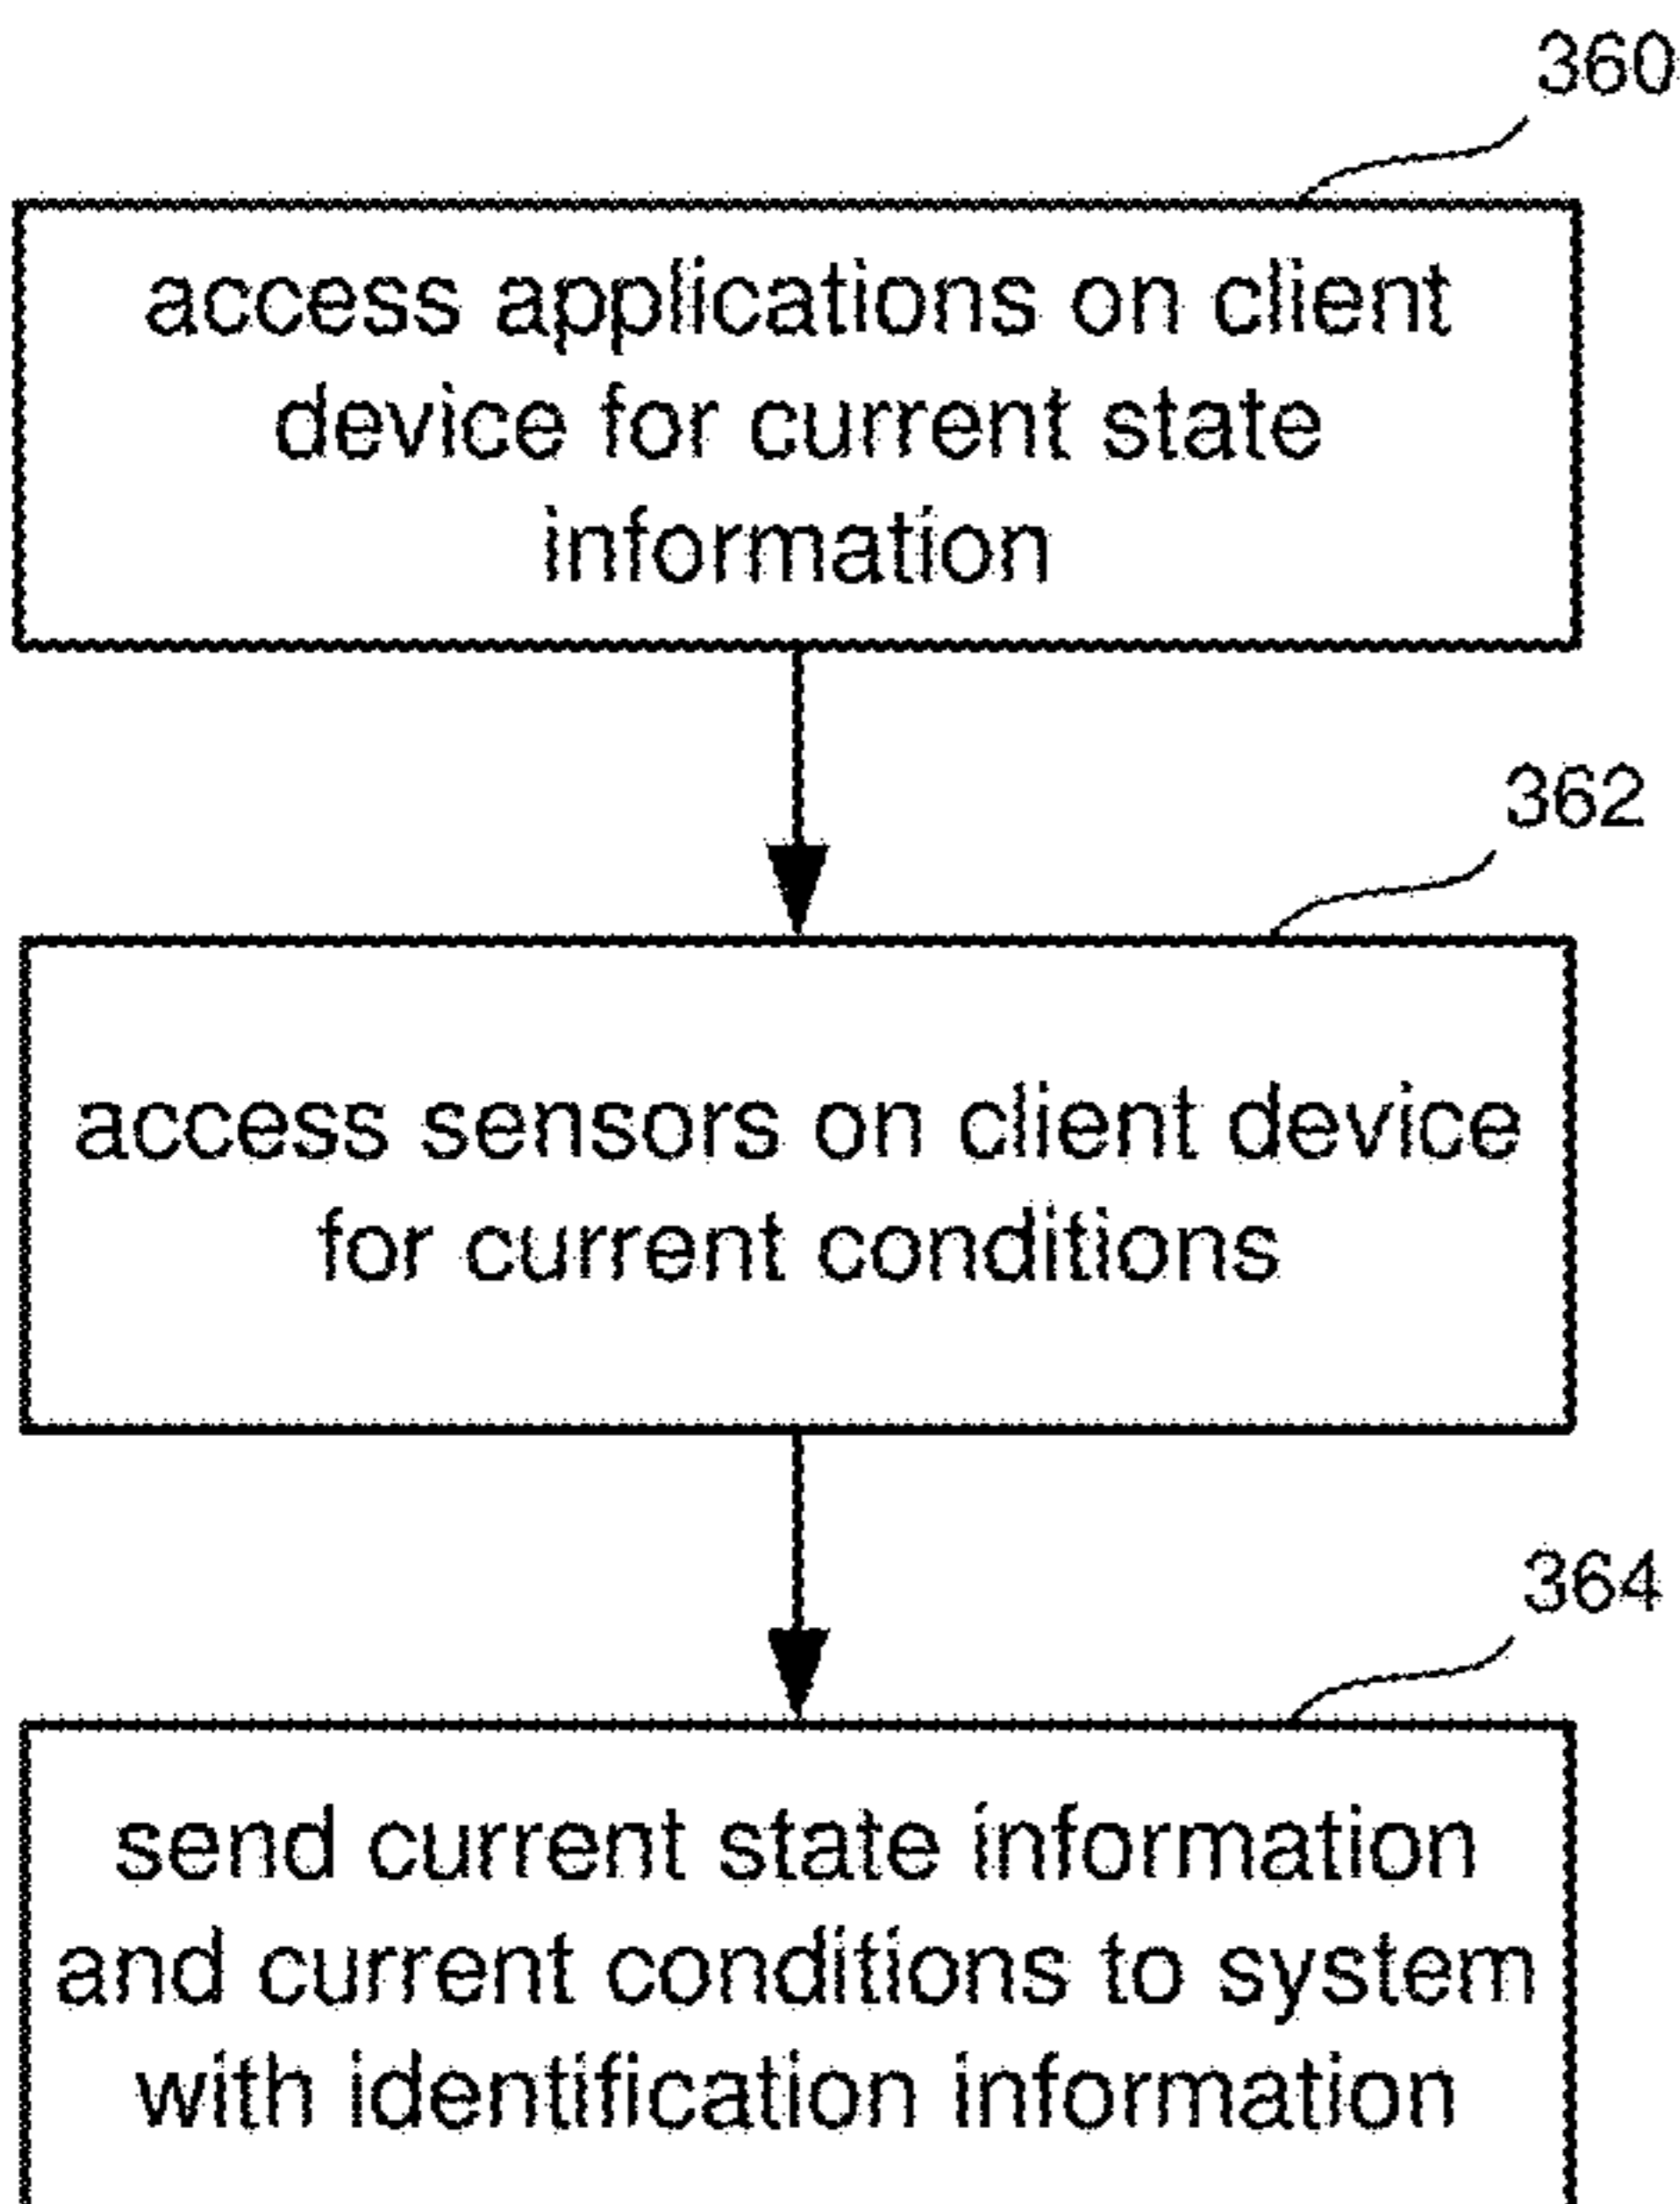 360
access applications on client
device for current state
information
362
access sensors on client device
for current conditions
364
send current state information
and current conditions to system
with identification information